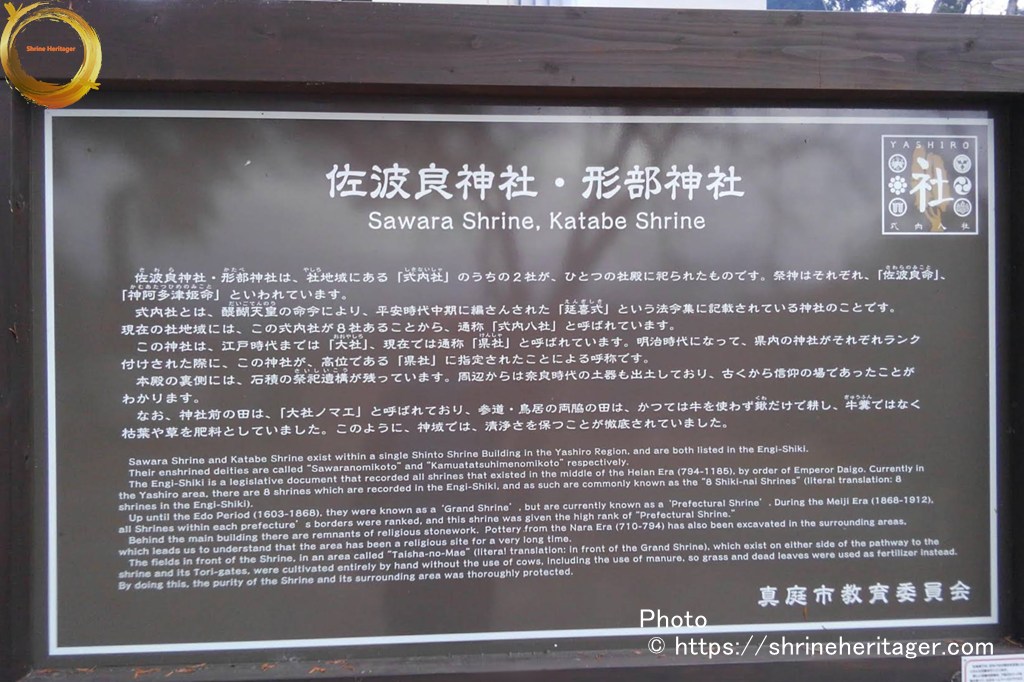 Shrine Heritager
佐波良神社・形部神社
Sawara Shrine, Katabe Shrine
YASHIRO
社
式内八社
佐波良神社・形部神社は、社地域にある「式内社」のうちの2社が、ひとつの社殿に祀られたものです。祭神はそれぞれ、「佐波良命」、
「神阿多津姫命」といわれています。
式内社とは、醍醐天皇の命令により、平安時代中期に編さんされた「延喜式」という法令集に記載されている神社のことです。
現在の社地域には、この式内社が8社あることから、通称「式内八社」と呼ばれています。
この神社は、江戸時代までは「大社」、現在では通称「県社」と呼ばれています。明治時代になって、県内の神社がそれぞれランク
付けされた際に、この神社が、高位である「県社」に指定されたことによる呼称です。
本殿の裏側には、石積の祭祀遺構が残っています。周辺からは奈良時代の土器も出土しており、古くから信仰の場であったことが
わかります。
なお、神社前の田は、「大社ノマエ」と呼ばれており、参道・鳥居の両脇の田は、かつては牛を使わず鍬だけで耕し、牛糞ではなく
枯葉や草を肥料としていました。このように、神域では、清浄さを保つことが徹底されていました。
Sawara Shrine and Katabe Shrine exist within a single Shinto Shrine Building in the Yashiro Region, and are both listed in the Engi-Shiki.
Their enshrined deities are called "Sawaranomikoto" and "Kamuatatsuhimenomikoto" respectively.
The Engi-Shiki is a legislative document that recorded all shrines that existed in the middle of the Heian Era (794-1185), by order of Emperor Daigo. Currently in
the Yashiro area, there are 8 shrines which are recorded in the Engi-Shiki, and as such are commonly known as the "8 Shiki-nai Shrines" (literal translation: 8
shrines in the Engi-Shiki).
Up until the Edo Period (1603-1868), they were known as a 'Grand Shrine', but are currently known as a 'Prefectural Shrine'. During the Meiji Era (1868-1912),
all Shrines within each prefecture's borders were ranked, and this shrine was given the high rank of "Prefectural Shrine."
Behind the main building there are remnants of religious stonework. Pottery from the Nara Era (710-794) has also been excavated in the surrounding areas,
which leads us to understand that the area has been a religious site for a very long time.
The fields in front of the Shrine, in an area called "Taisha-no-Mae" (literal translation: in front of the Grand Shrine), which exist on either side of the pathway to the
shrine and its Tori-gates, were cultivated entirely by hand without the use of cows, including the use of manure, so grass and dead leaves were used as fertilizer instead.
By doing this, the purity of the Shrine and its surrounding area was thoroughly protected.
真庭市教育委員会
Photo
© https://shrineheritager.com